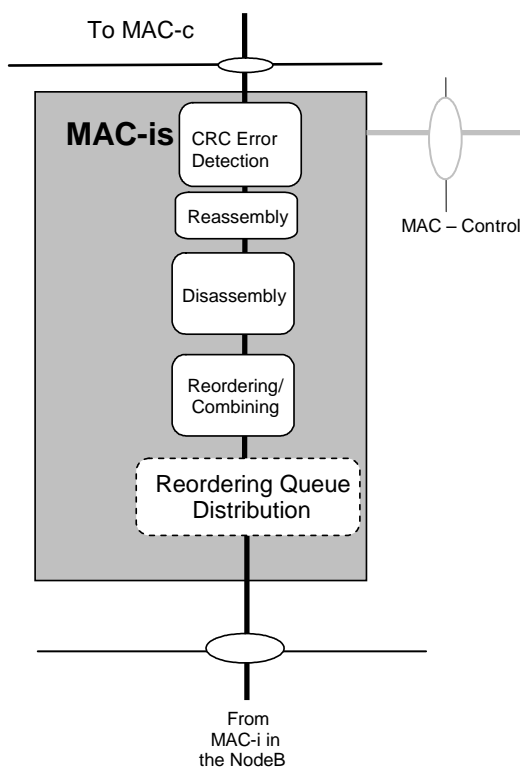 To MAC-c
MAC-is
CRC Error
Detection
Reassembly
MAC – Control
Disassembly
Reordering/
Combining
Reordering Queue
Distribution
From
MAC-i in
the NodeB